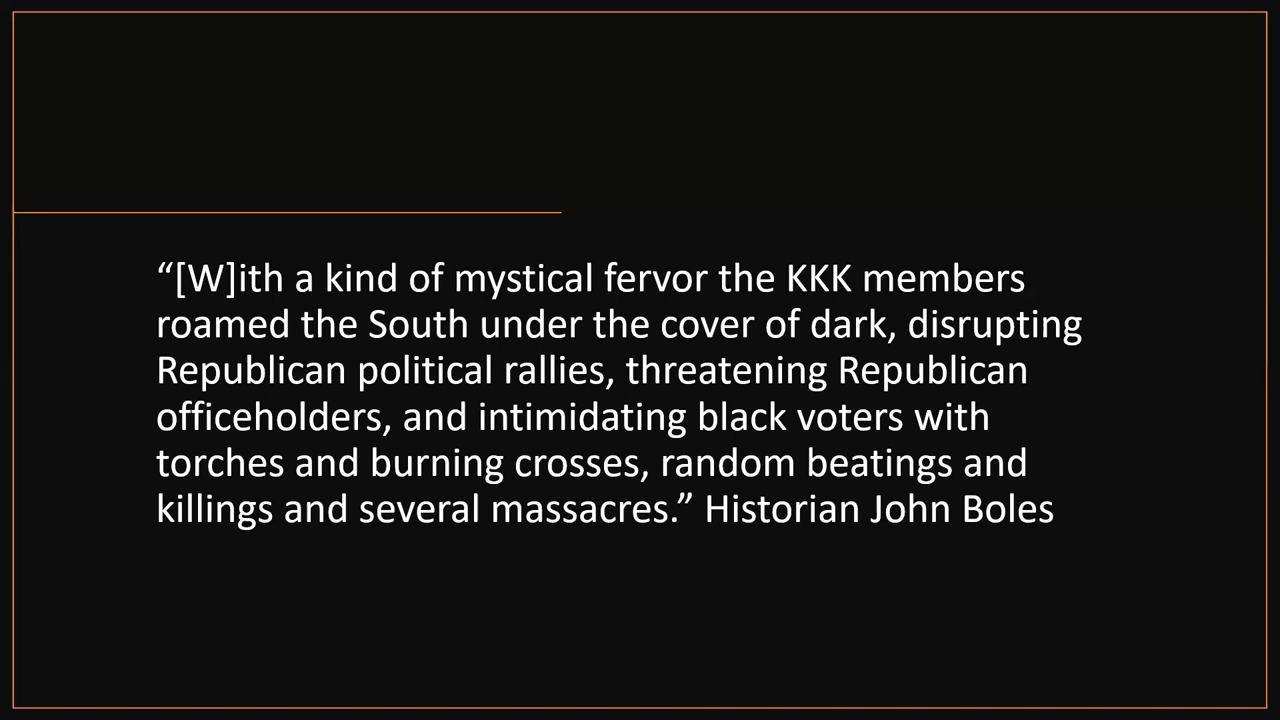 “[W]ith a kind of mystical fervor the KKK members
roamed the South under the cover of dark, disrupting
Republican political rallies, threatening Republican
officeholders, and intimidating black voters with
torches and burning crosses, random beatings and
killings and several massacres.” Historian John Boles